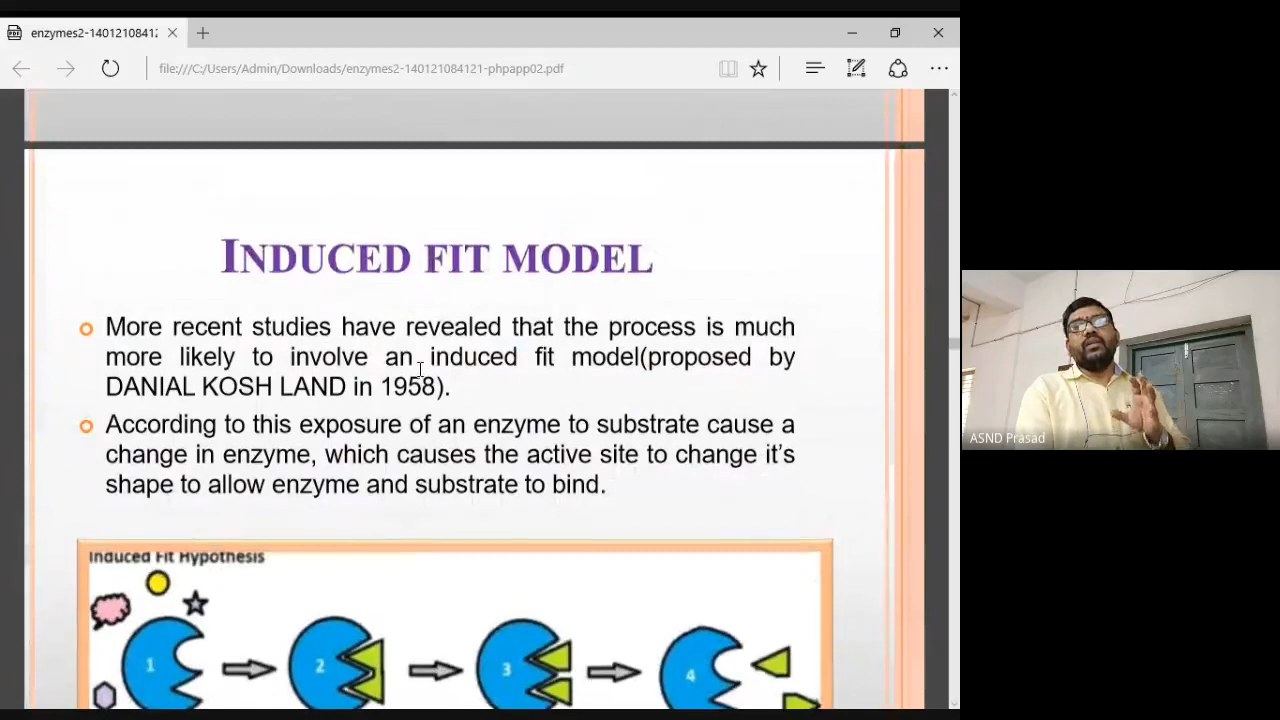 enzymes2-1401210841
file:///C:/Users/Admin/Downloads/enzymes2-140121084121-phpapp02.pdf
INDUCED FIT MODEL
More recent studies have revealed that the process is much
more likely to involve an induced fit model(proposed by
DANIAL KOSH LAND in 1958).
According to this exposure of an enzyme to substrate cause a
change in enzyme, which causes the active site to change it's
shape to allow enzyme and substrate to bind.
Induced Fit Hypothesis
1
2
3
4
ASND Prasad